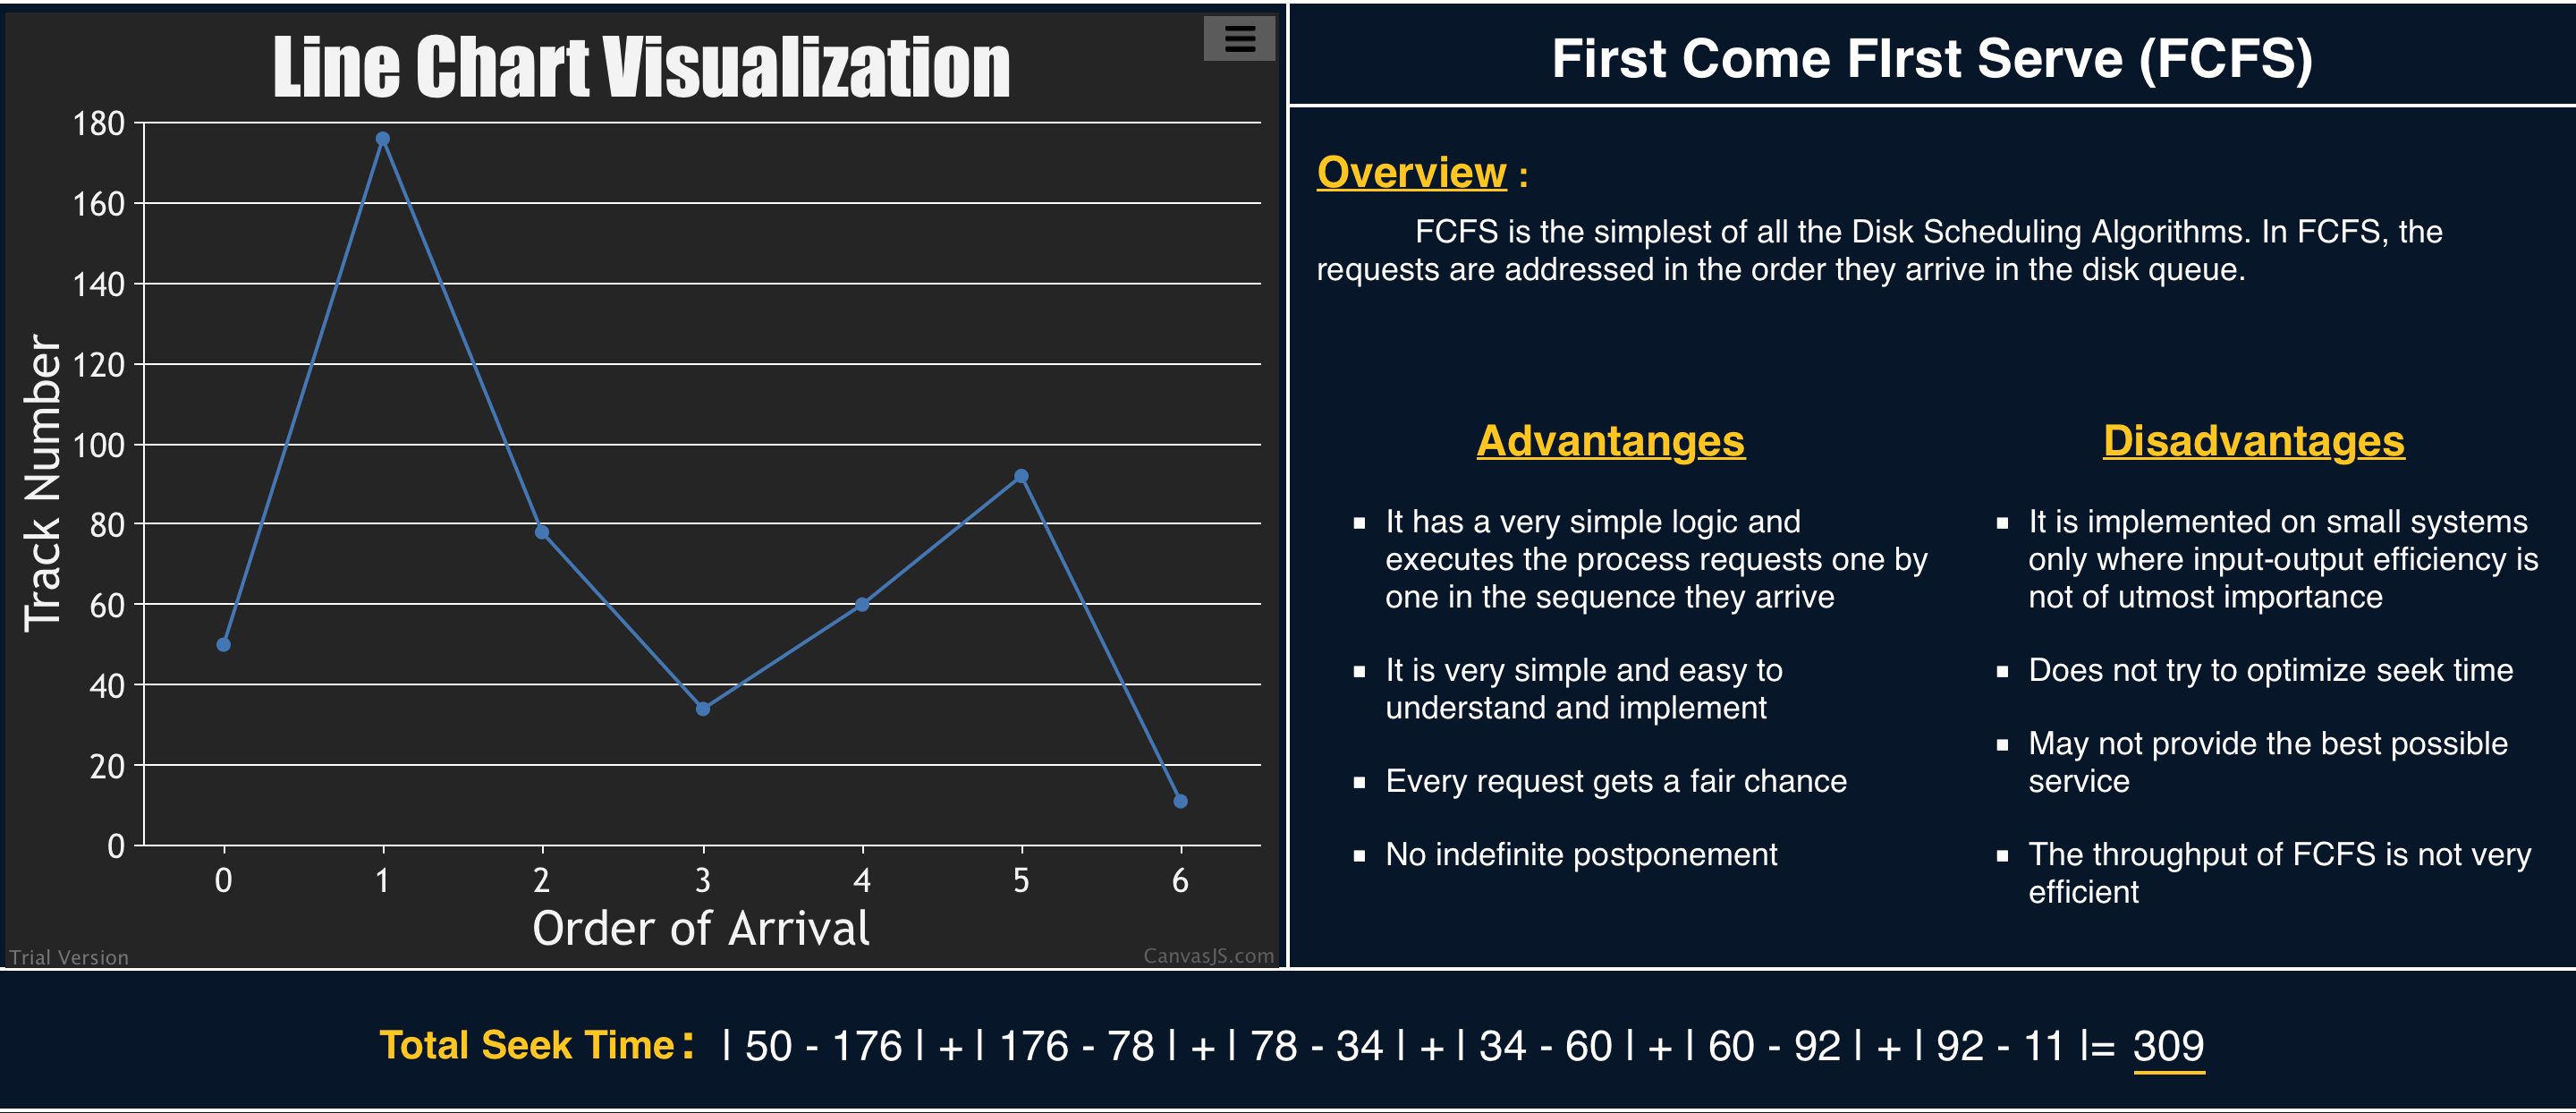 Line Chart Visualization
180
160
140
120
100
80
60
40
20
0
Track Number
0 1 2 3 4 5 6
Order of Arrival
Trial Version
CanvasJS.com
First Come FIrst Serve (FCFS)
Overview :
FCFS is the simplest of all the Disk Scheduling Algorithms. In FCFS, the
requests are addressed in the order they arrive in the disk queue.
Advantanges
It has a very simple logic and
executes the process requests one by
one in the sequence they arrive
It is very simple and easy to
understand and implement
Every request gets a fair chance
No indefinite postponement
Disadvantages
It is implemented on small systems
only where input-output efficiency is
not of utmost importance
Does not try to optimize seek time
May not provide the best possible
service
The throughput of FCFS is not very
efficient
Total Seek Time : | 50 - 176 | + | 176 - 78 | + | 78 - 34 | + | 34 - 60 | + | 60 - 92 | + | 92 - 11 |= 309